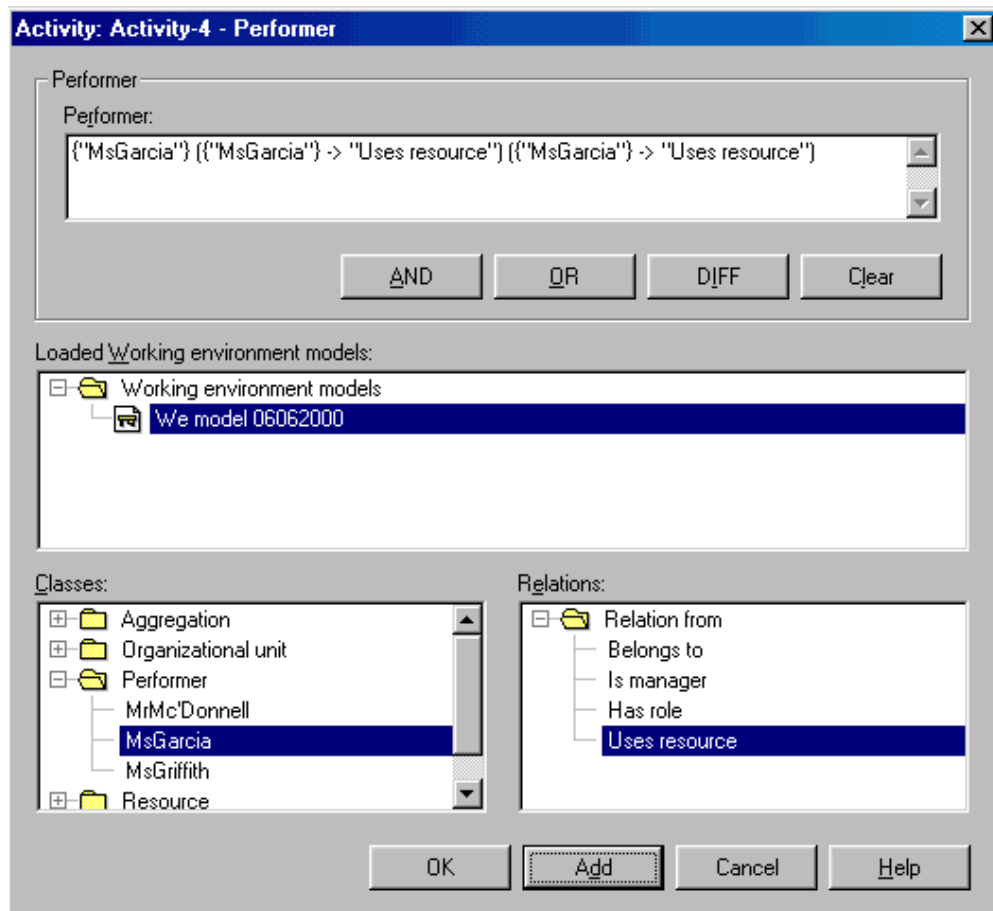 Activity: Activity-4 - Performer
Performer
Performer:
{"MsGarcia"} ({"MsGarcia"} -> "Uses resource") ({"MsGarcia"} -> "Uses resource")
AND OR DIFF Clear
Loaded Working environment models:
Working environment models
We model 06062000
Classes:
Aggregation
Organizational unit
Performer
MrMc'Donnell
MsGarcia
MsGriffith
Resource
Relations:
Relation from
Belongs to
Is manager
Has role
Uses resource
OK Add Cancel Help